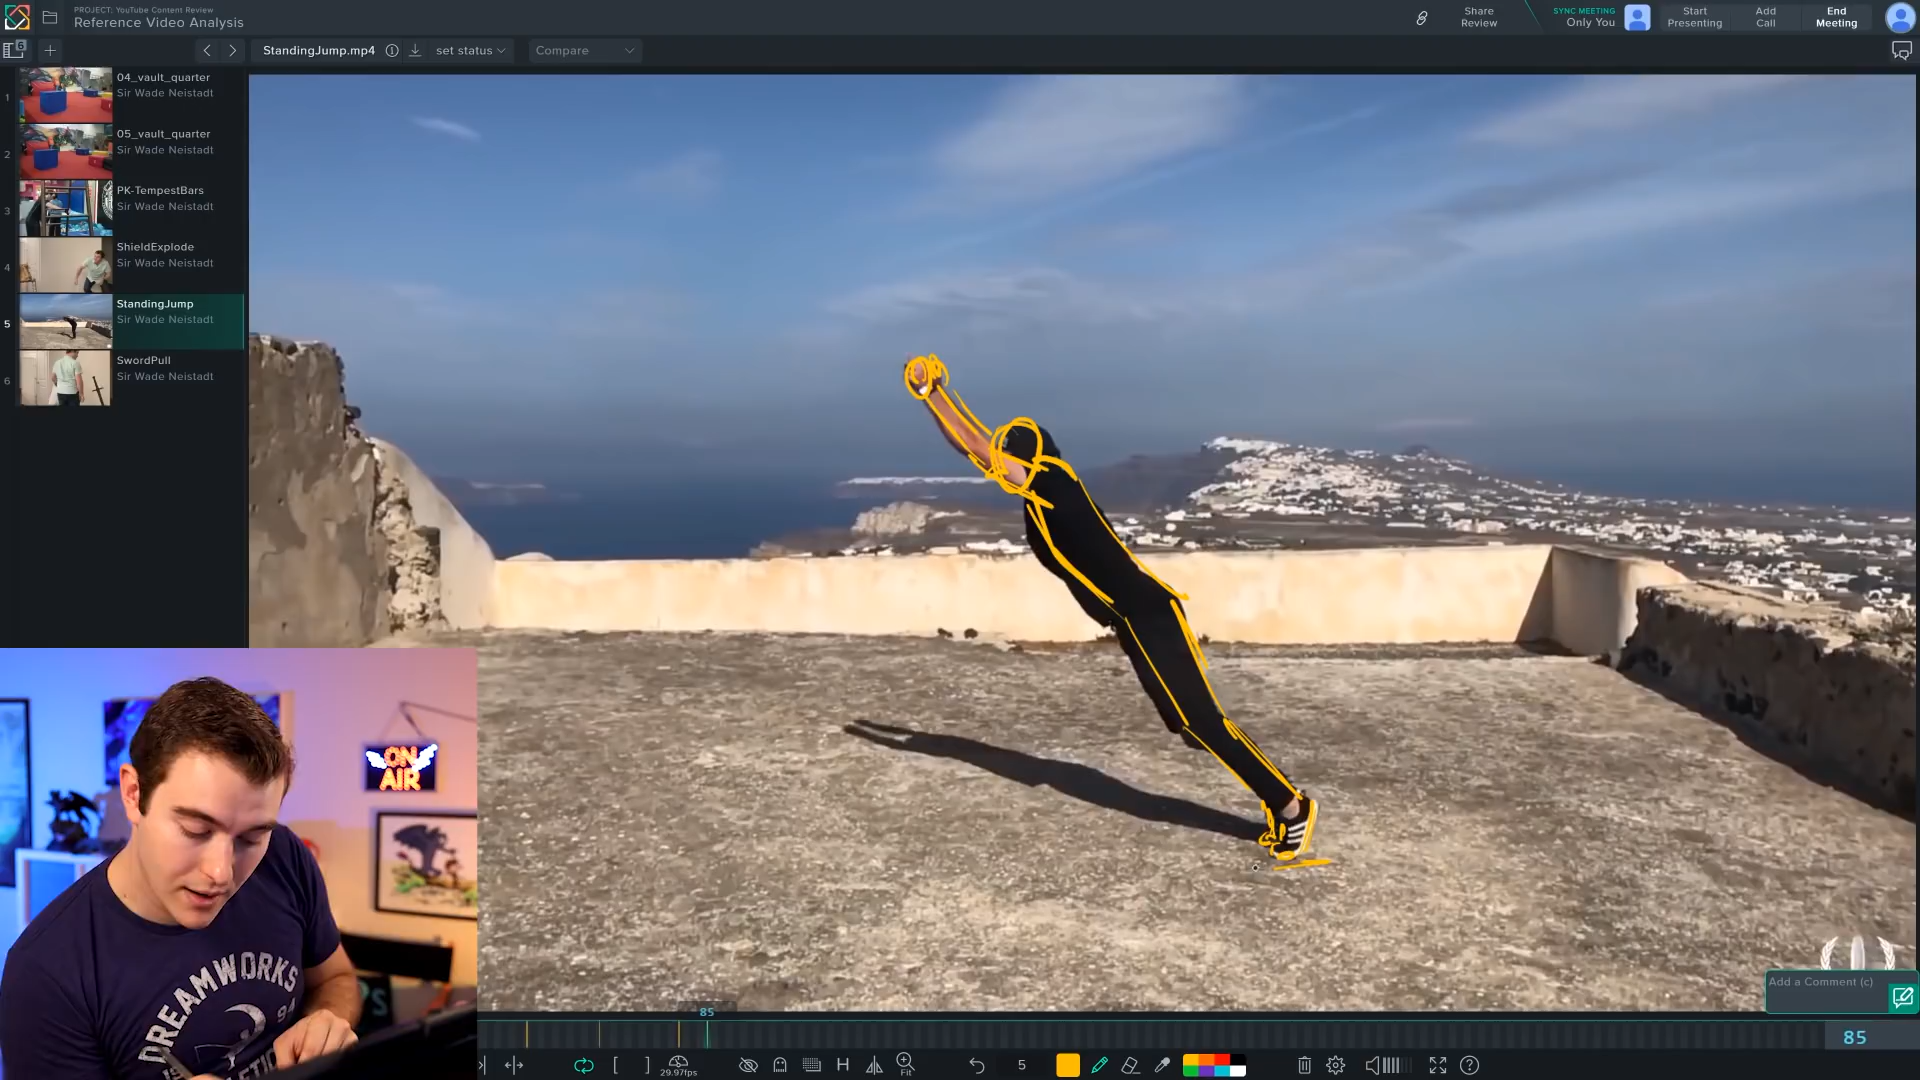 PROJECT: YouTube Content Review
Reference Video Analysis
Share Review
SYNC MEETING
Only You
Start Presenting
Add Call
End Meeting
6
StandingJump.mp4
set status
Compare
1
04_vault_quarter
Sir Wade Neistadt
2
05_vault_quarter
Sir Wade Neistadt
3
PK-TempestBars
Sir Wade Neistadt
4
ShieldExplode
Sir Wade Neistadt
5
StandingJump
Sir Wade Neistadt
6
SwordPull
Sir Wade Neistadt
ON AIR
DREAMWORKS
94
Add a Comment (c)
85
85
29.97fps
H
Fit
5